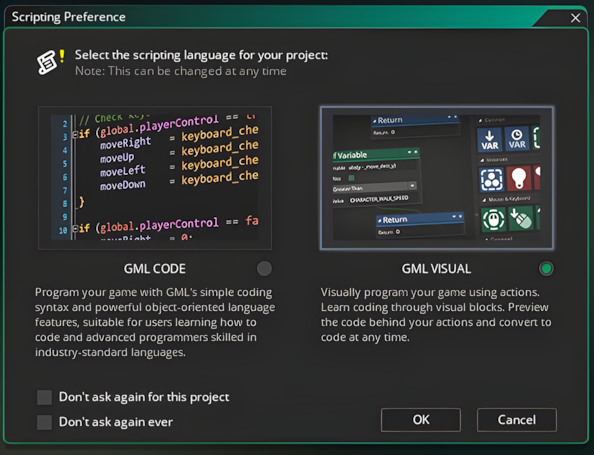 Scripting Preference
Select the scripting language for your project:
Note: This can be changed at any time
2 // Check Key
3 if (global.playerControl ==
4 moveRight = keyboard_che
5 moveUp = keyboard_che
6 moveLeft = keyboard_che
7 moveDown = keyboard_che
8 }
9
10 if (global.playerControl == fa
Return
Return 0
f Variable
Greater Than
Value CHARACTER_WALK_SPEED
Return
Return 0
Common
VAR
VAR
Mouse & Keyboard
GML CODE
GML VISUAL
Program your game with GML's simple coding
syntax and powerful object-oriented language
features, suitable for users learning how to
code and advanced programmers skilled in
industry-standard languages.
Visually program your game using actions.
Learn coding through visual blocks. Preview
the code behind your actions and convert to
code at any time.
Don't ask again for this project
Don't ask again ever
OK
Cancel